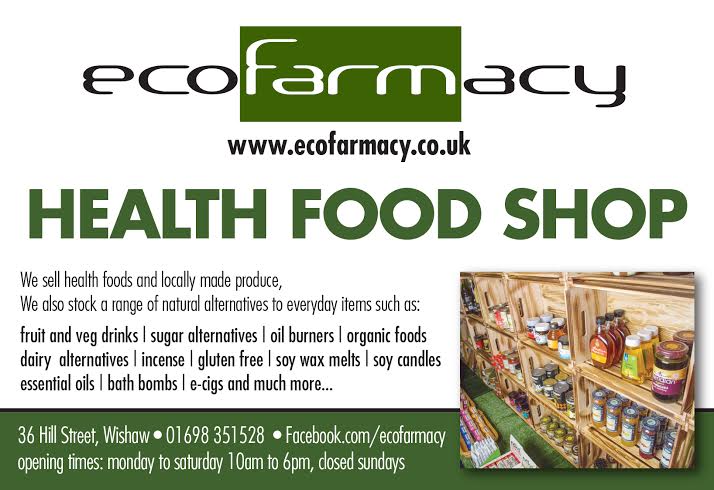 ecofarmacy
www.ecofarmacy.co.uk
HEALTH FOOD SHOP
We sell health foods and locally made produce,
We also stock a range of natural alternatives to everyday items such as:
fruit and veg drinks | sugar alternatives | oil burners | organic foods
dairy alternatives | incense | gluten free | soy wax melts | soy candles
essential oils | bath bombs | e-cigs and much more...
36 Hill Street, Wishaw • 01698 351528 • Facebook.com/ecofarmacy
opening times: monday to saturday 10am to 6pm, closed sundays